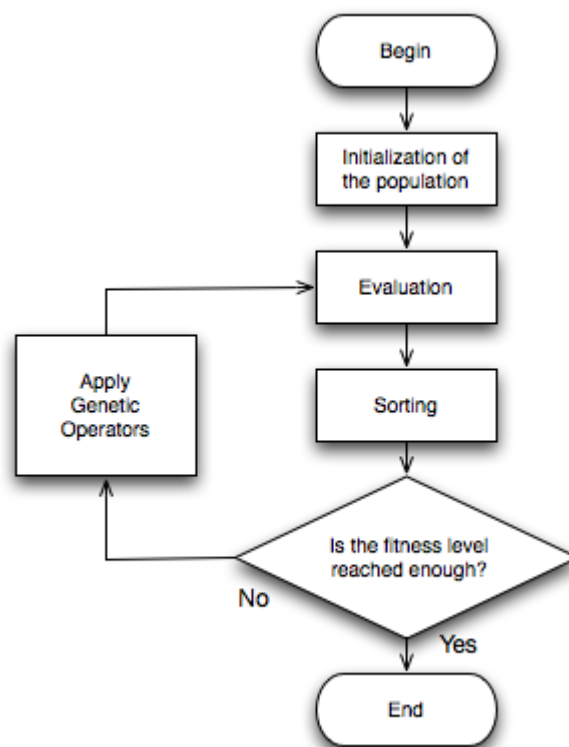 Begin
Initialization of
the population
Evaluation
Apply
Genetic
Operators
Sorting
Is the fitness level
reached enough?
No
Yes
End